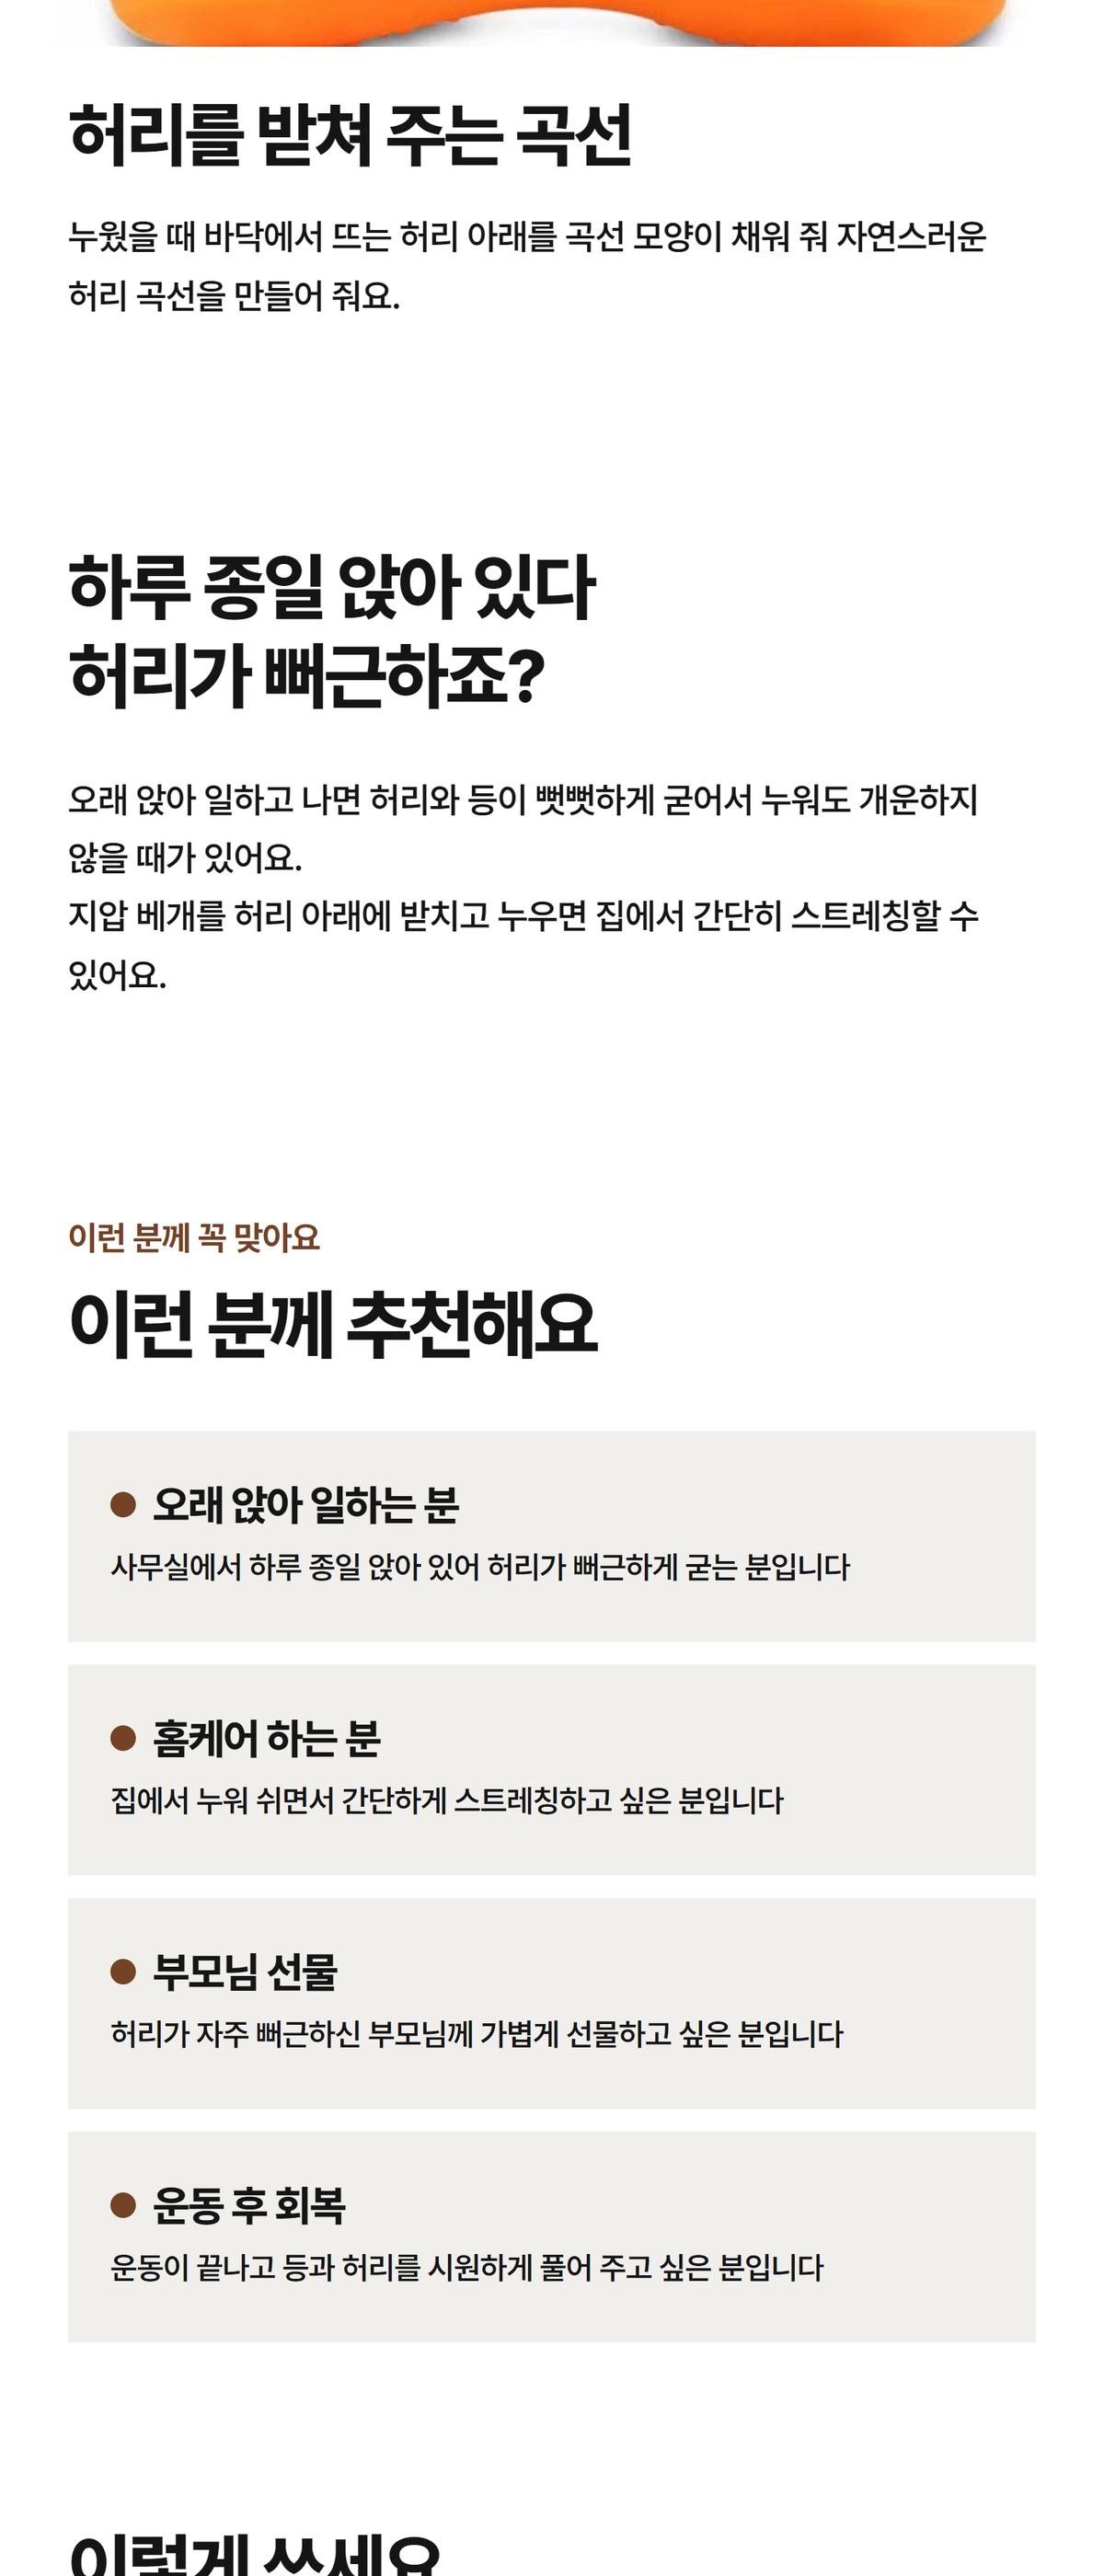 허리를 받쳐 주는 곡선
누웠을 때 바닥에서 뜨는 허리 아래를 곡선 모양이 채워 줘 자연스러운
허리 곡선을 만들어 줘요.
하루 종일 앉아 있다
허리가 뻐근하죠?
오래 앉아 일하고 나면 허리와 등이 뻣뻣하게 굳어서 누워도 개운하지
않을 때가 있어요.
지압 베개를 허리 아래에 받치고 누우면 집에서 간단히 스트레칭할 수
있어요.
이런 분께 꼭 맞아요
이런 분께 추천해요
오래 앉아 일하는 분
사무실에서 하루 종일 앉아 있어 허리가 뻐근하게 굳는 분입니다
홈케어 하는 분
집에서 누워 쉬면서 간단하게 스트레칭하고 싶은 분입니다
부모님 선물
허리가 자주 뻐근하신 부모님께 가볍게 선물하고 싶은 분입니다
운동 후 회복
운동이 끝나고 등과 허리를 시원하게 풀어 주고 싶은 분입니다
이렇게 쓰세요